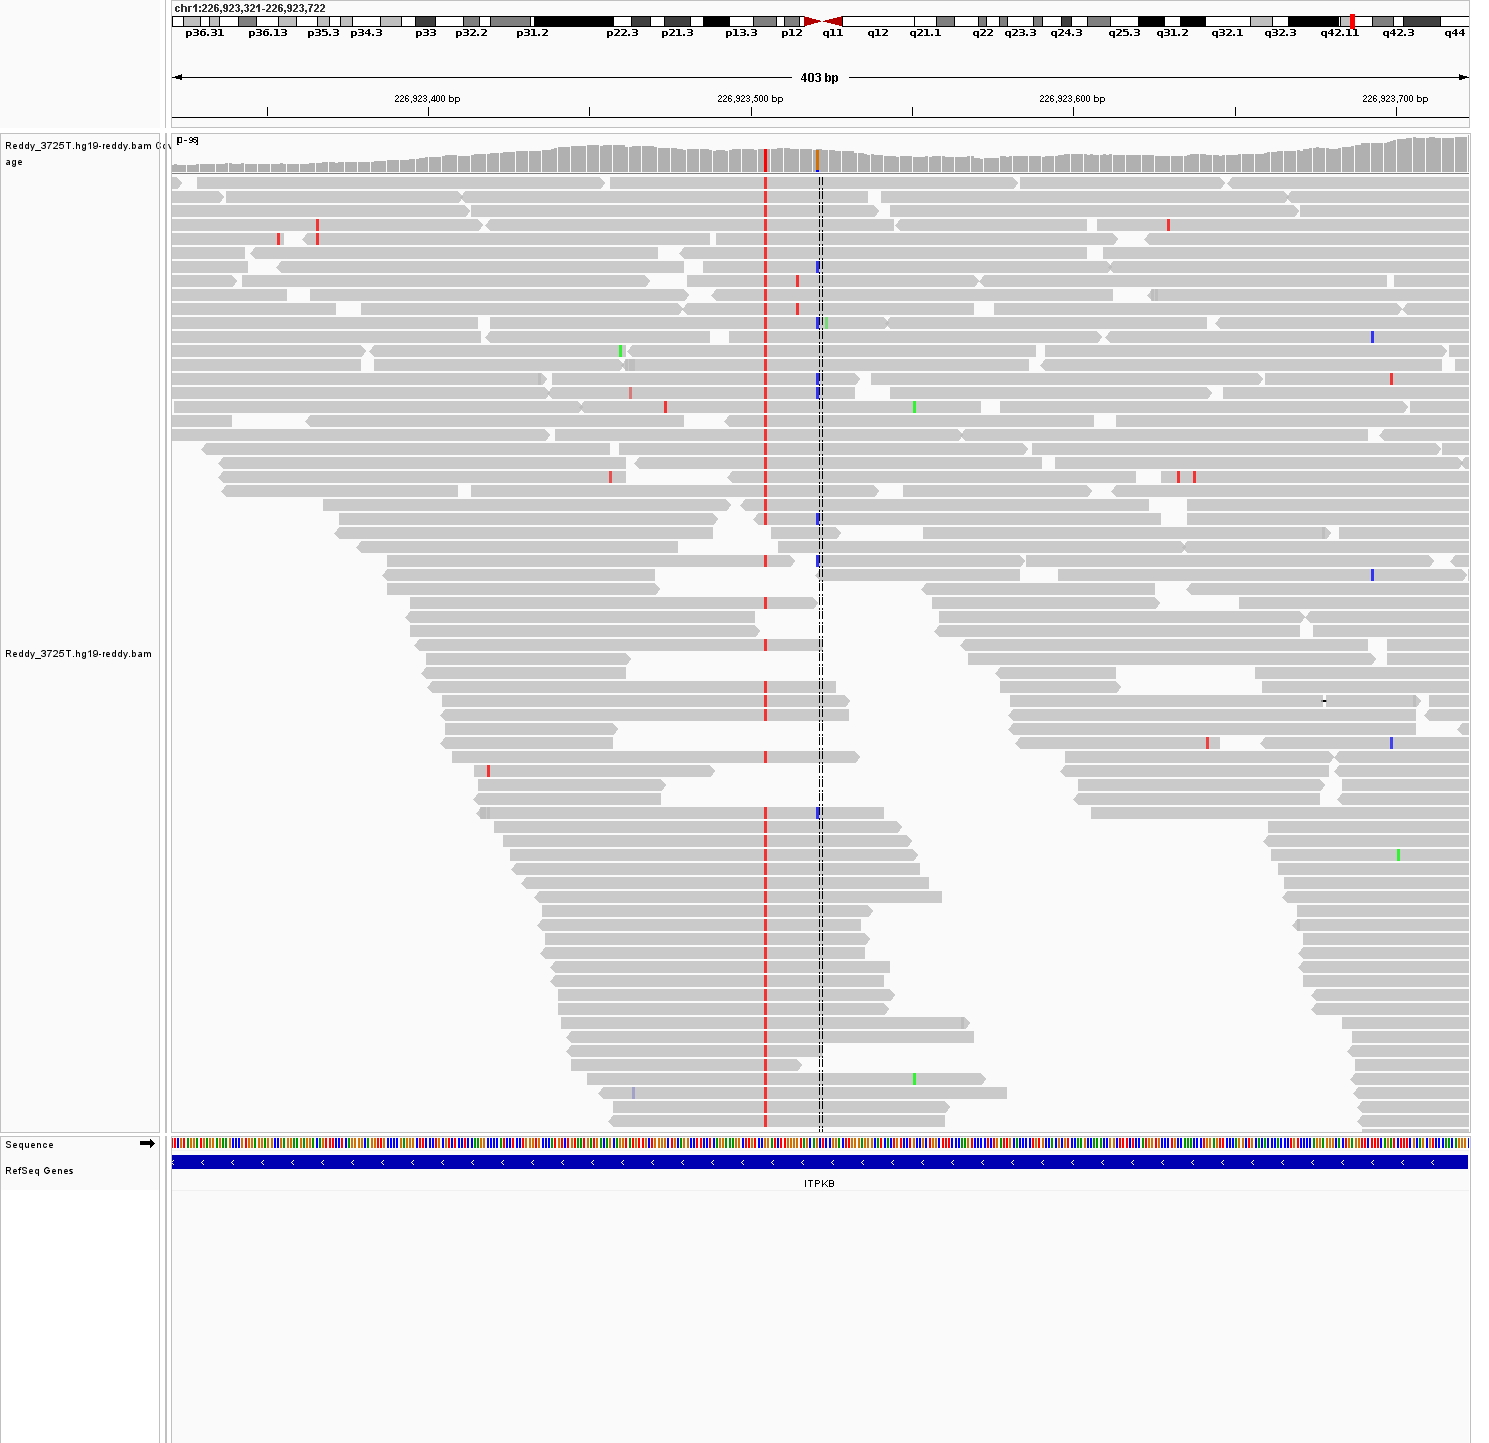 chr1:226,923,321-226,923,722
p36.31 p36.13 p35.3 p34.3 p33 p32.2 p31.2 p22.3 p21.3 p13.3 p12 q11 q12 q21.1 q22 q23.3 q24.3 q25.3 q31.2 q32.1 q32.3 q42.11 q42.3 q44
403 bp
226,923,400 bp 226,923,500 bp 226,923,600 bp 226,923,700 bp
[0 - 95]
Reddy_3725T.hg19-reddy.bam Cov
age
Reddy_3725T.hg19-reddy.bam
Sequence
RefSeq Genes
ITPKB